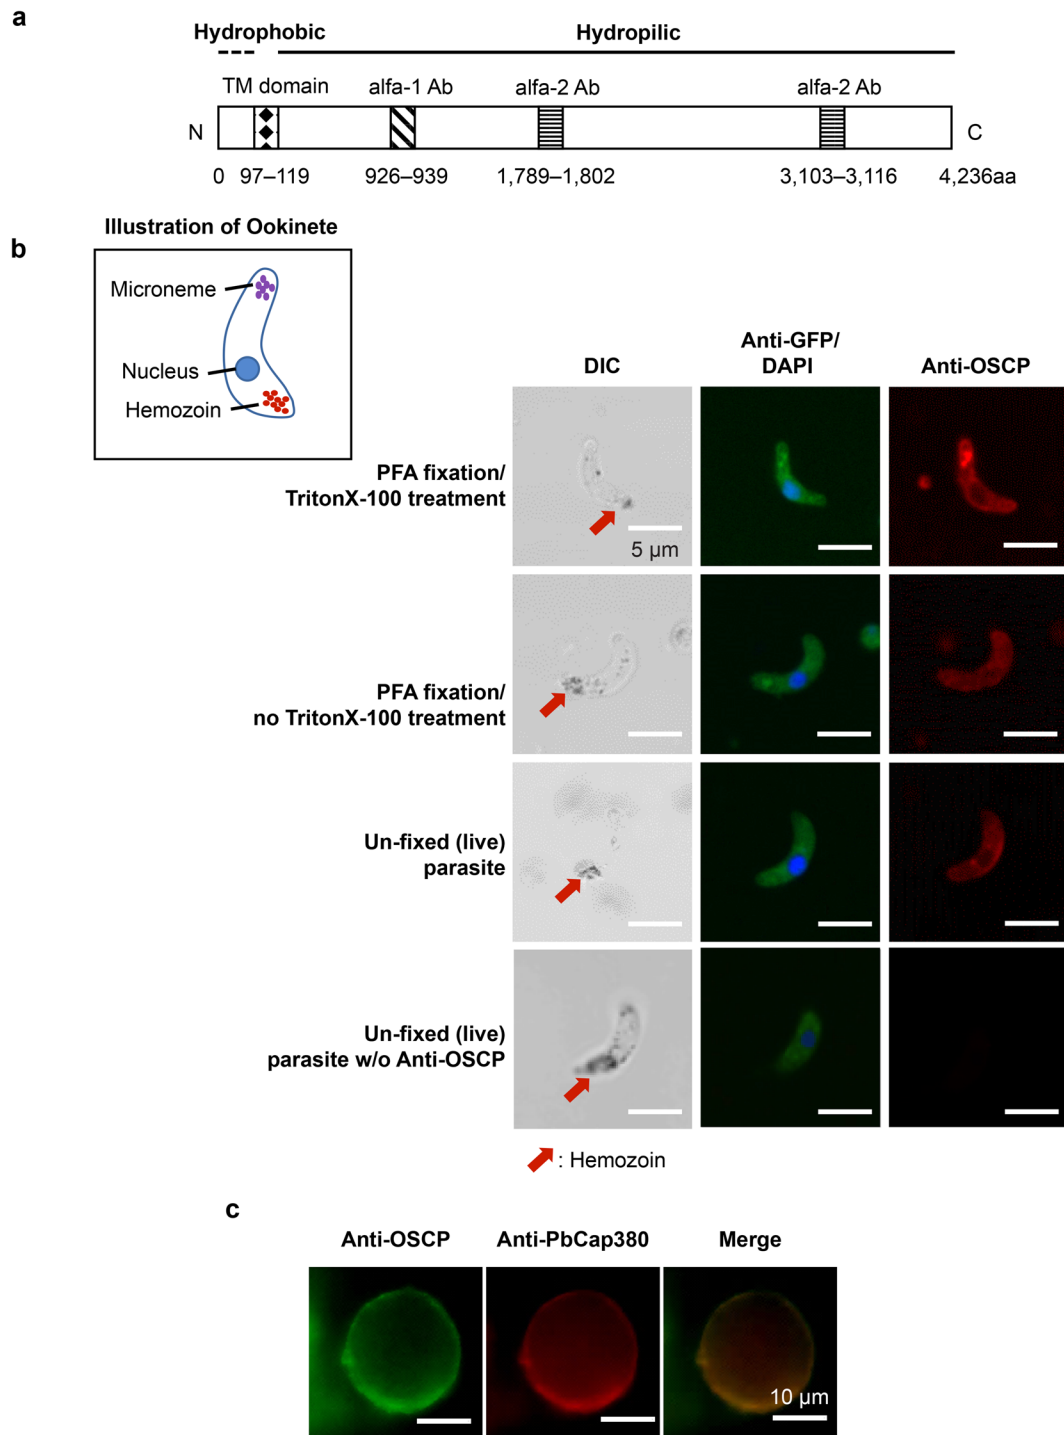 a
Hydrophobic
Hydropilic
TM domain
alfa-1 Ab
alfa-2 Ab
alfa-2 Ab
N
C
0
97–119
926–939
1,789–1,802
3,103–3,116
4,236aa
b
Illustration of Ookinete
Microneme
Nucleus
Hemozoin
DIC
Anti-GFP/
DAPI
Anti-OSCP
PFA fixation/
TritonX-100 treatment
5 µm
PFA fixation/
no TritonX-100 treatment
Un-fixed (live)
parasite
Un-fixed (live)
parasite w/o Anti-OSCP
: Hemozoin
c
Anti-OSCP
Anti-PbCap380
Merge
10 µm